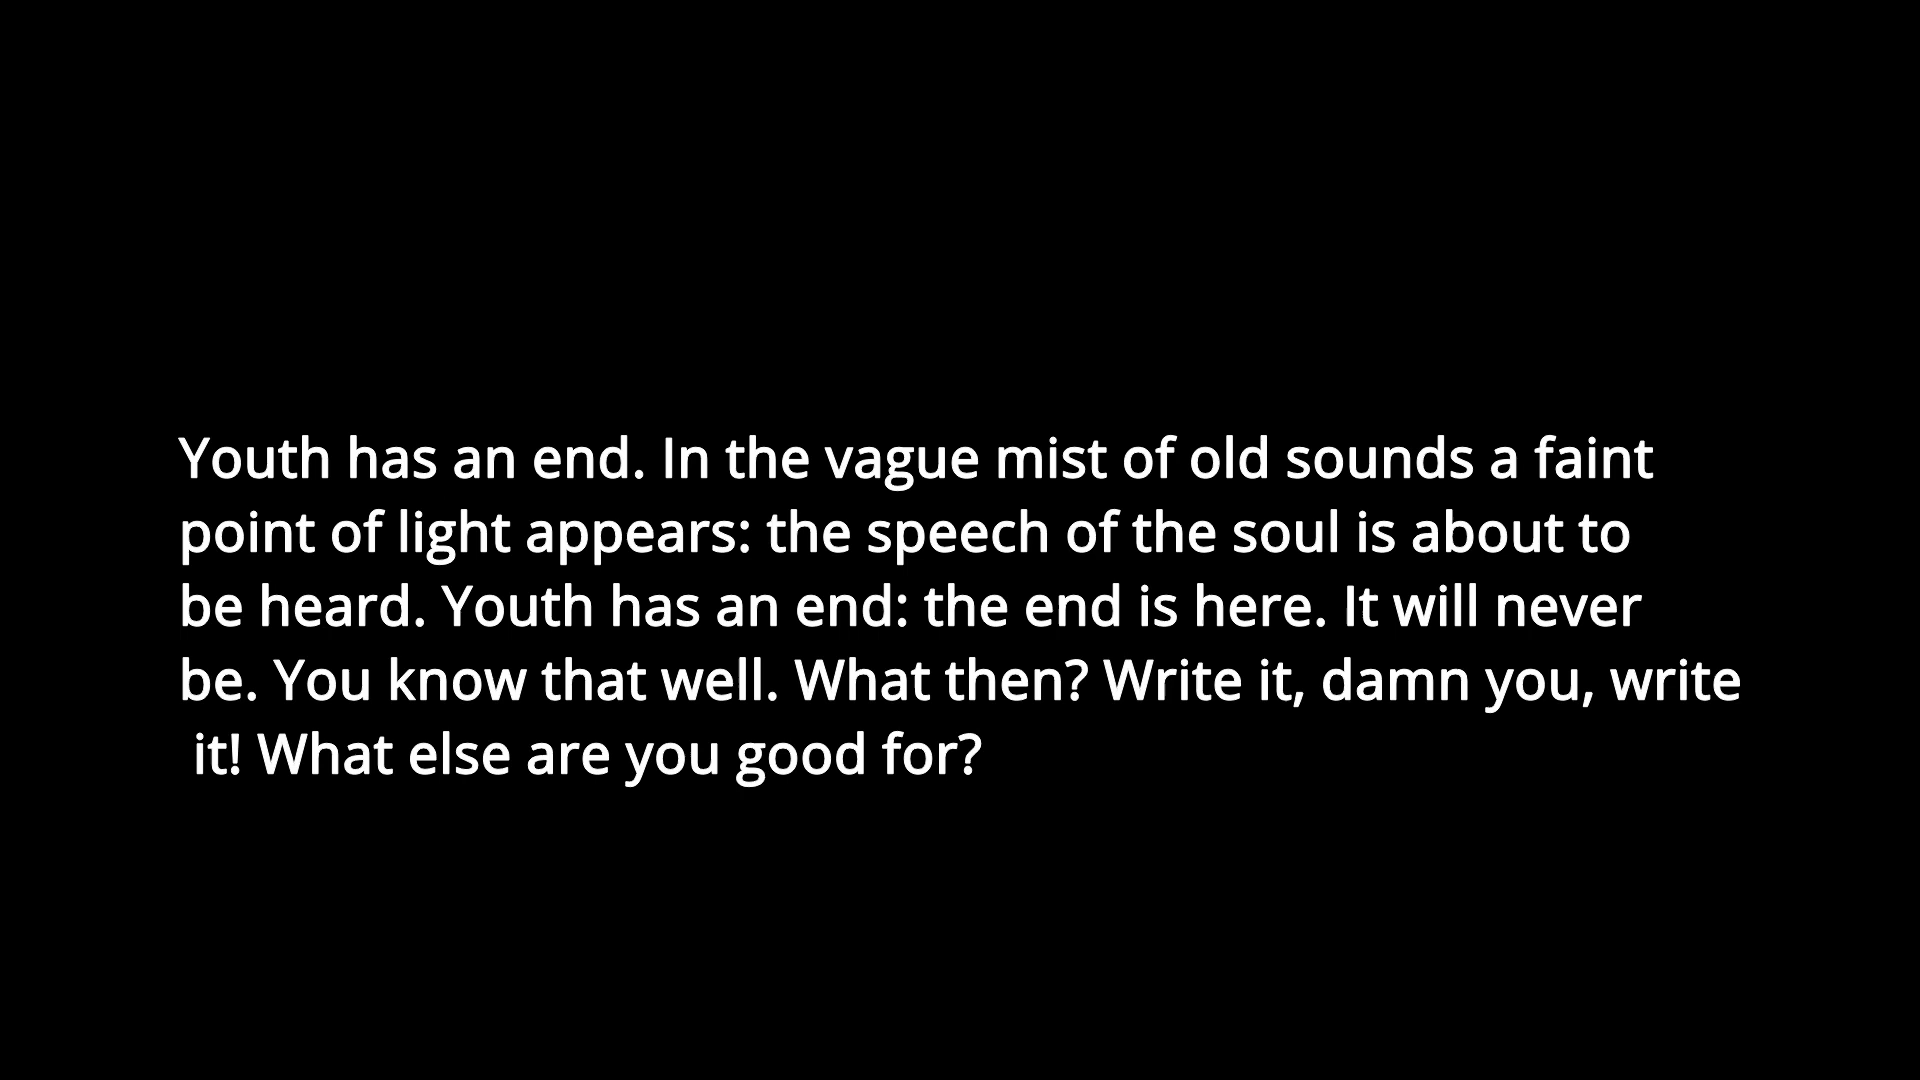 Youth has an end. In the vague mist of old sounds a faint
point of light appears: the speech of the soul is about to
be heard. Youth has an end: the end is here. It will never
be. You know that well. What then? Write it, damn you, write
it! What else are you good for?